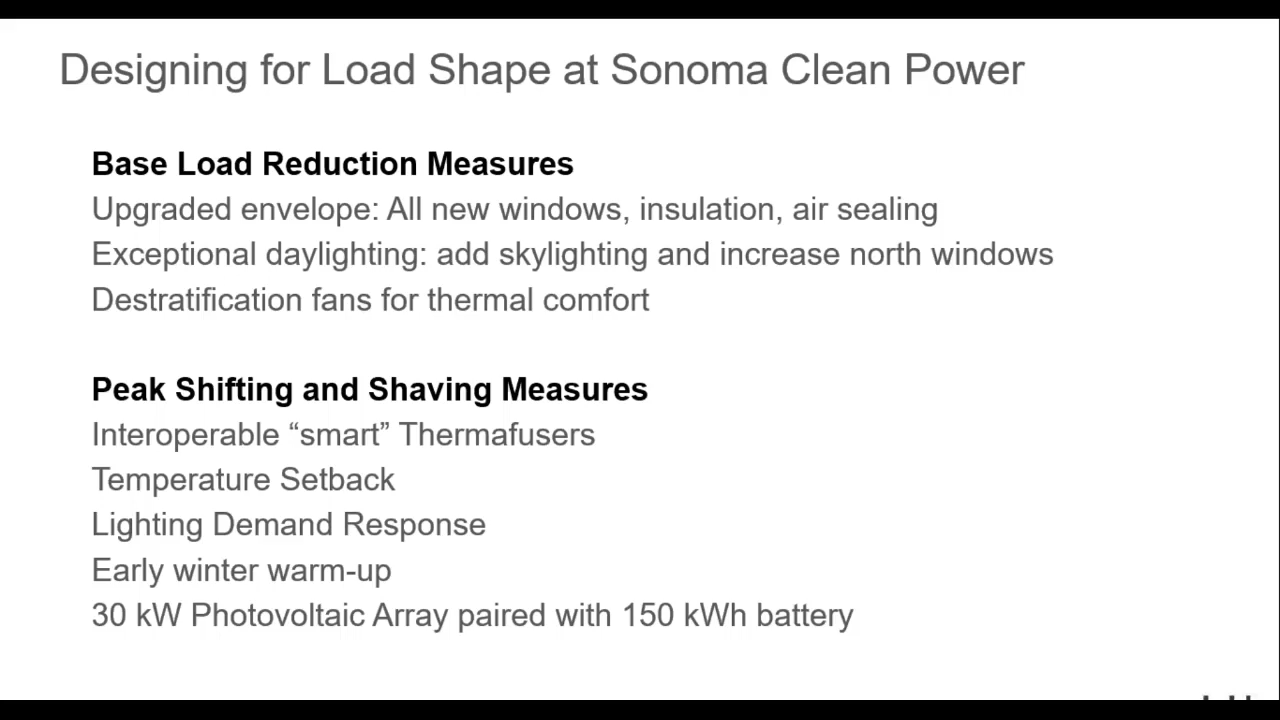 Designing for Load Shape at Sonoma Clean Power
Base Load Reduction Measures
Upgraded envelope: All new windows, insulation, air sealing
Exceptional daylighting: add skylighting and increase north windows
Destratification fans for thermal comfort
Peak Shifting and Shaving Measures
Interoperable “smart” Thermafusers
Temperature Setback
Lighting Demand Response
Early winter warm-up
30 kW Photovoltaic Array paired with 150 kWh battery